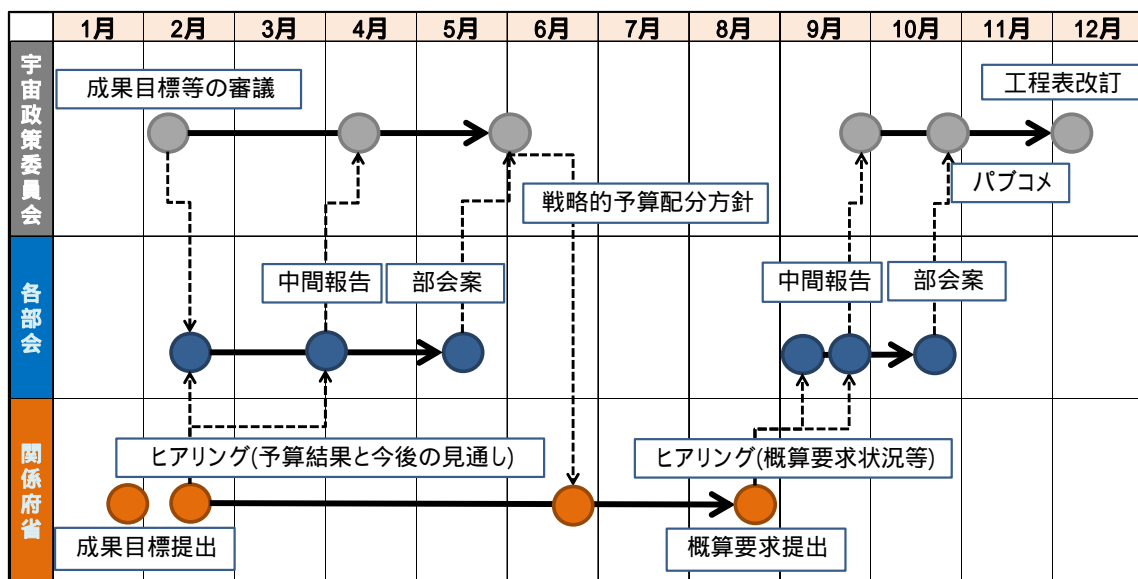 1月 2月 3月 4月 5月 6月 7月 8月 9月 10月 11月 12月
宇宙政策委員会
成果目標等の審議
工程表改訂
パブコメ
戦略的予算配分方針
各部会
中間報告
部会案
中間報告
部会案
関係府省
ヒアリング(予算結果と今後の見通し)
ヒアリング(概算要求状況等)
成果目標提出
概算要求提出